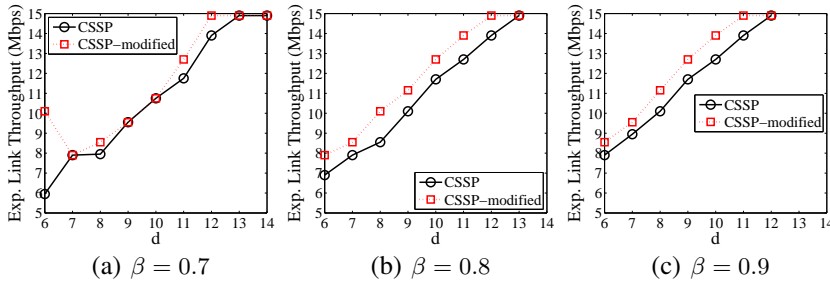 Exp. Link Throughput (Mbps)
15
14
13
12
11
10
9
8
7
6
5
CSSP
CSSP−modified
6 7 8 9 10 11 12 13 14
d
(a) β = 0.7
Exp. Link Throughput (Mbps)
15
14
13
12
11
10
9
8
7
6
5
CSSP
CSSP−modified
6 7 8 9 10 11 12 13 14
d
(b) β = 0.8
Exp. Link Throughput (Mbps)
15
14
13
12
11
10
9
8
7
6
5
CSSP
CSSP−modified
6 7 8 9 10 11 12 13 14
d
(c) β = 0.9